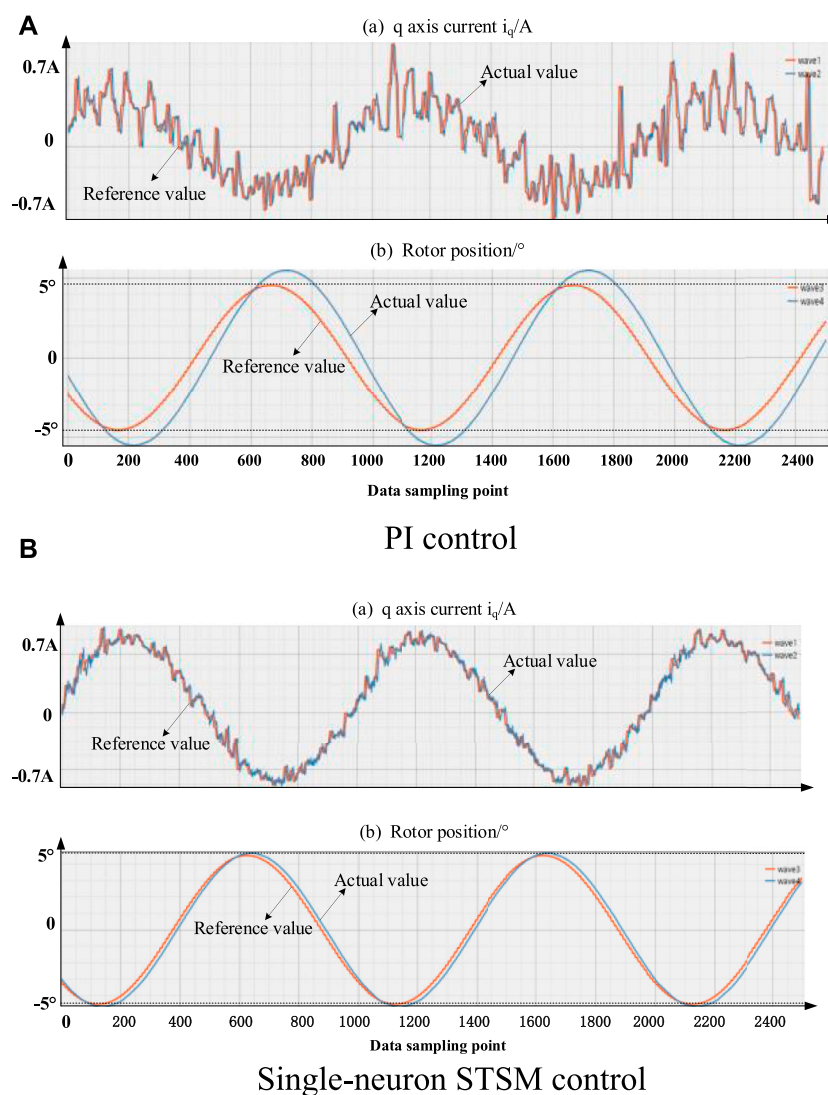 A
(a) q axis current iq/A
0.7A
0
-0.7A
Actual value
Reference value
wave1
wave2
(b) Rotor position/°
5°
0
-5°
Actual value
Reference value
wave3
wave4
0 200 400 600 800 1000 1200 1400 1600 1800 2000 2200 2400
Data sampling point
PI control
B
(a) q axis current iq/A
0.7A
0
-0.7A
Actual value
Reference value
wave1
wave2
(b) Rotor position/°
5°
0
-5°
Actual value
Reference value
wave3
wave4
0 200 400 600 800 1000 1200 1400 1600 1800 2000 2200 2400
Data sampling point
Single-neuron STSM control